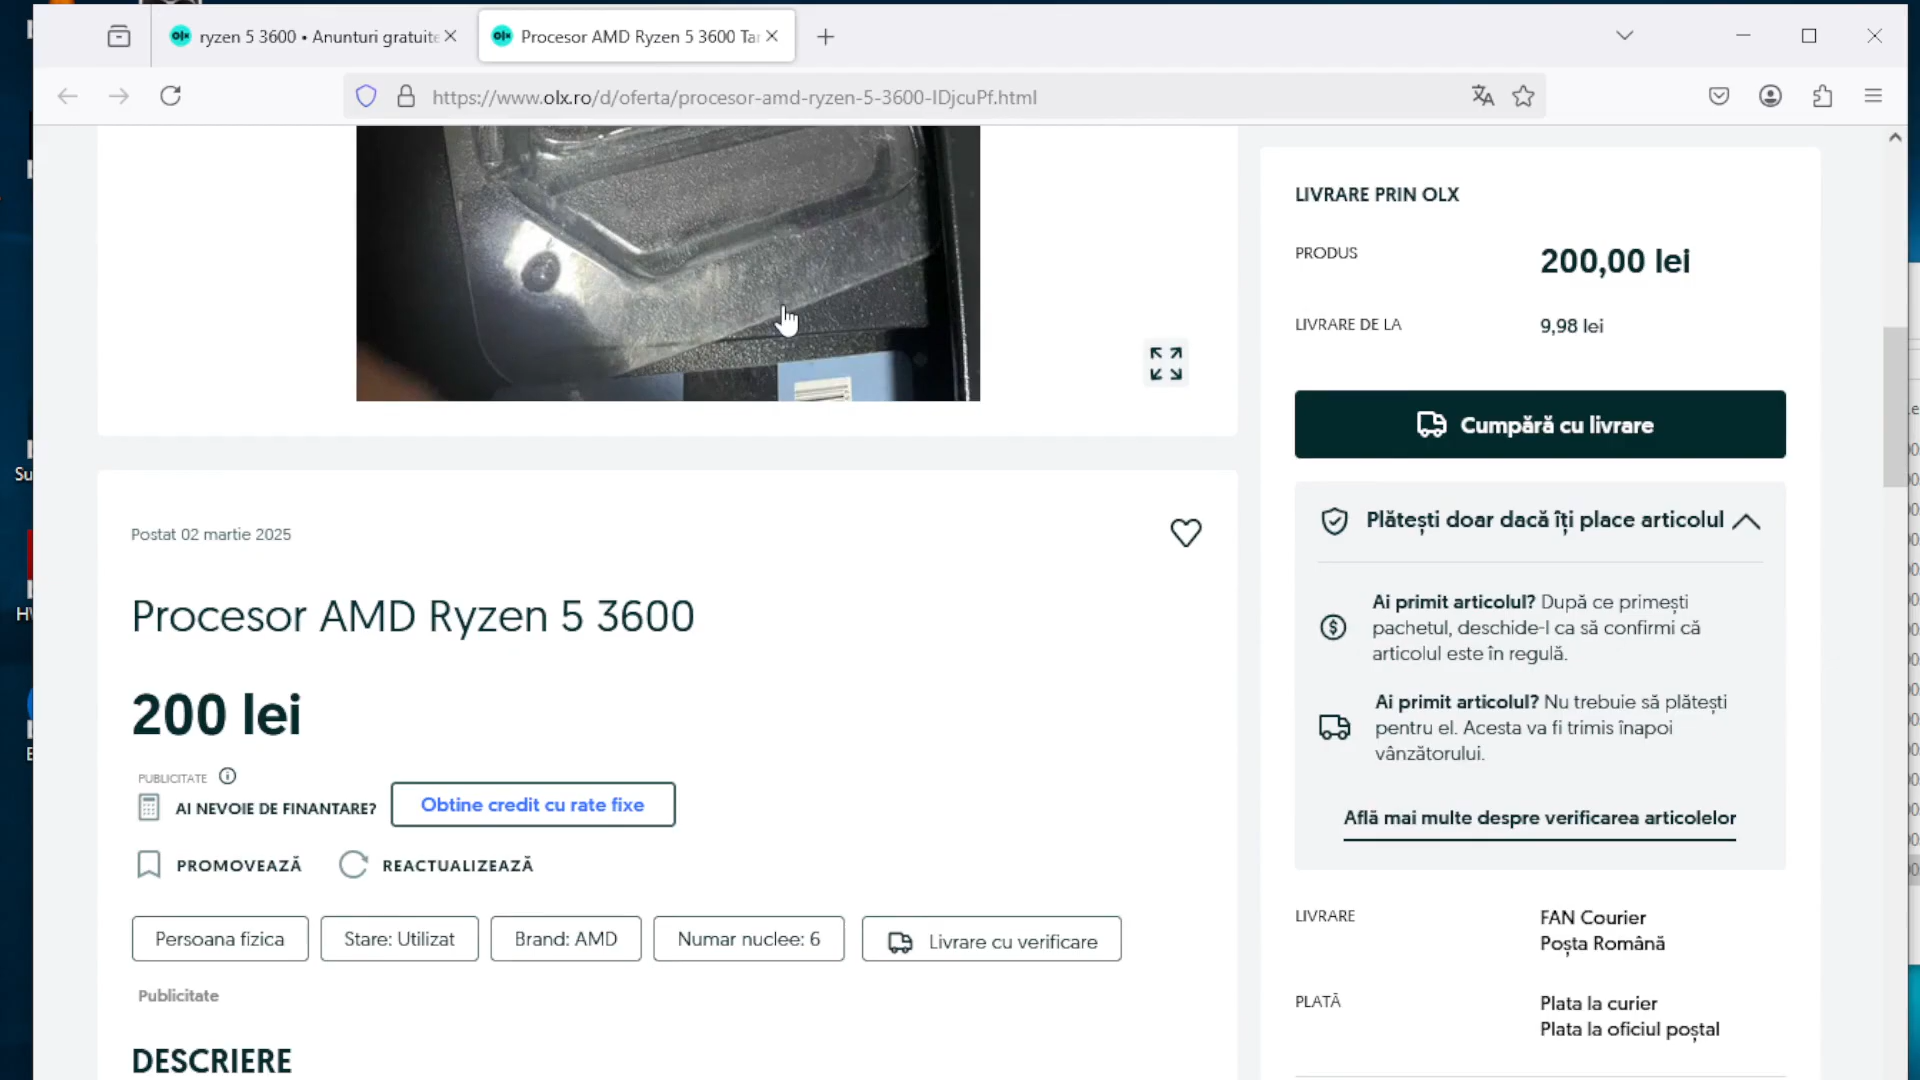 ryzen 5 3600 • Anunturi gratuite
Procesor AMD Ryzen 5 3600 Tar
https://www.olx.ro/d/oferta/procesor-amd-ryzen-5-3600-IDjcuPf.html
LIVRARE PRIN OLX
PRODUS
200,00 lei
LIVRARE DE LA
9,98 lei
Cumpără cu livrare
Plătești doar dacă îți place articolul
Ai primit articolul? După ce primești
pachetul, deschide-l ca să confirmi că
articolul este în regulă.
Ai primit articolul? Nu trebuie să plătești
pentru el. Acesta va fi trimis înapoi
vânzătorului.
Află mai multe despre verificarea articolelor
LIVRARE
FAN Courier
Poșta Română
PLATĂ
Plata la curier
Plata la oficiul poștal
Postat 02 martie 2025
Procesor AMD Ryzen 5 3600
200 lei
PUBLICITATE
AI NEVOIE DE FINANTARE?
Obtine credit cu rate fixe
PROMOVEAZĂ
REACTUALIZEAZĂ
Persoana fizica
Stare: Utilizat
Brand: AMD
Numar nuclee: 6
Livrare cu verificare
Publicitate
DESCRIERE